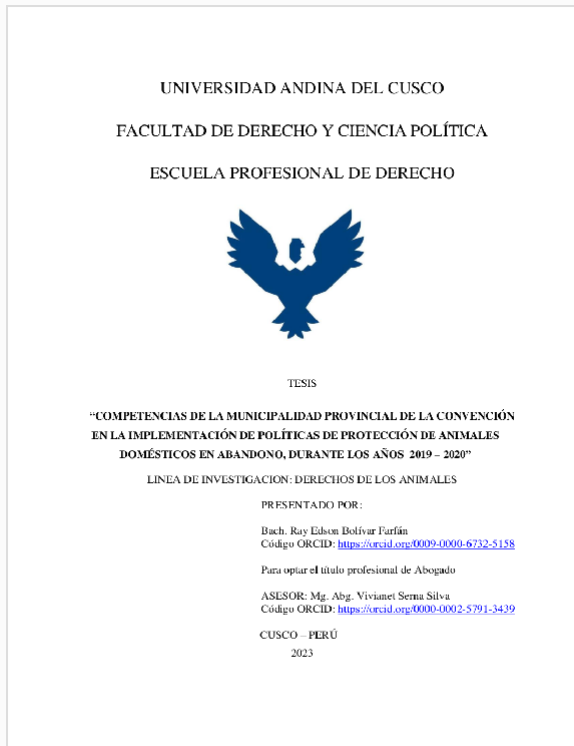 UNIVERSIDAD ANDINA DEL CUSCO
FACULTAD DE DERECHO Y CIENCIA POLÍTICA
ESCUELA PROFESIONAL DE DERECHO
TESIS
“COMPETENCIAS DE LA MUNICIPALIDAD PROVINCIAL DE LA CONVENCIÓN
EN LA IMPLEMENTACIÓN DE POLÍTICAS DE PROTECCIÓN DE ANIMALES
DOMÉSTICOS EN ABANDONO, DURANTE LOS AÑOS 2019 – 2020”
LINEA DE INVESTIGACION: DERECHOS DE LOS ANIMALES
PRESENTADO POR:
Bach. Ray Edson Bolívar Farfán
Código ORCID: https://orcid.org/0009-0000-6732-5158
Para optar el título profesional de Abogado
ASESOR: Mg. Abg. Vivianet Serna Silva
Código ORCID: https://orcid.org/0000-0002-5791-3439
CUSCO – PERÚ
2023